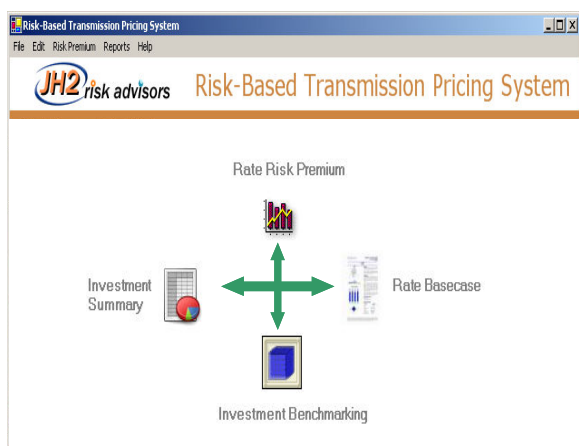 Risk-Based Transmission Pricing System
File Edit Risk Premium Reports Help
JH2 risk advisors Risk-Based Transmission Pricing System
Rate Risk Premium
Investment
Summary
Rate Basecase
Investment Benchmarking